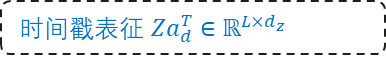 时间戳表征 $Za_d^T \in \mathbb{R}^{L \times d_z}$